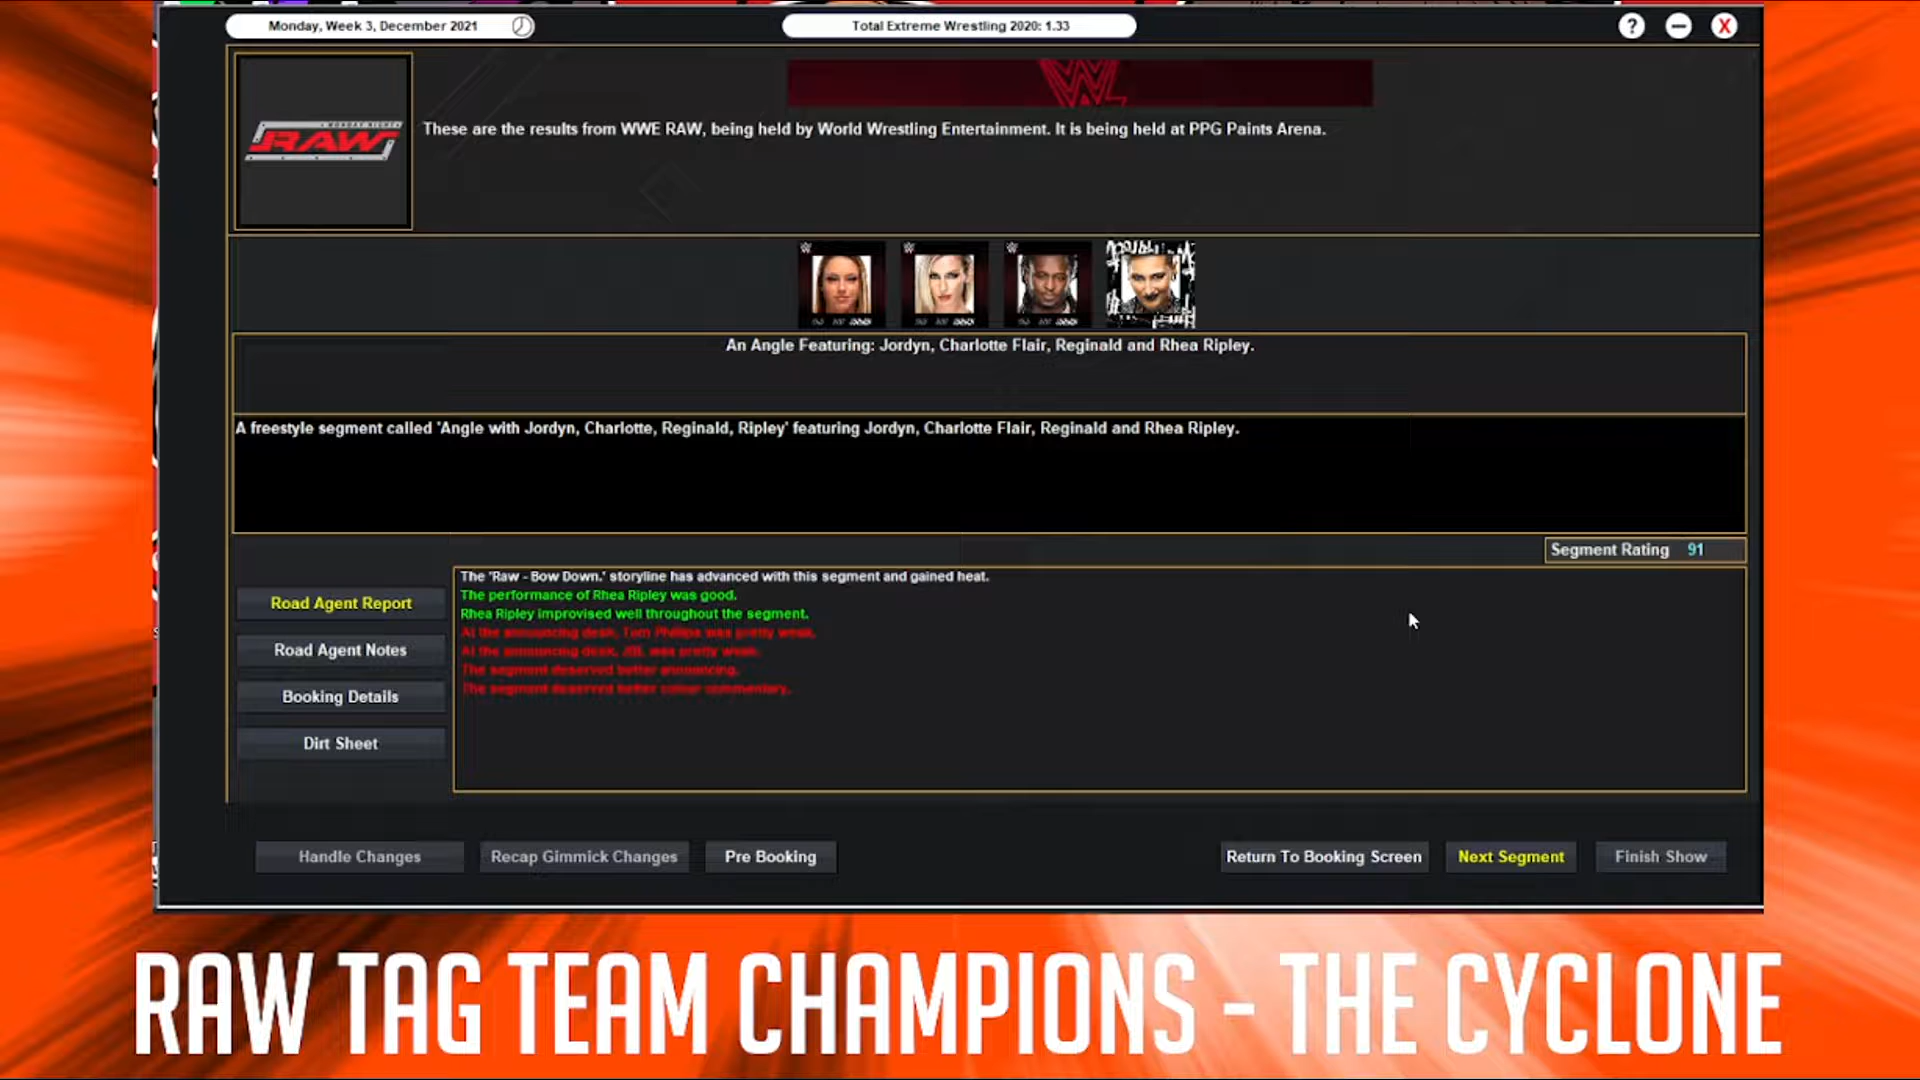 Monday, Week 3, December 2021
Total Extreme Wrestling 2020: 1.33
?
X
MONDAY NIGHT
RAW
These are the results from WWE RAW, being held by World Wrestling Entertainment. It is being held at PPG Paints Arena.
An Angle Featuring: Jordyn, Charlotte Flair, Reginald and Rhea Ripley.
A freestyle segment called 'Angle with Jordyn, Charlotte, Reginald, Ripley' featuring Jordyn, Charlotte Flair, Reginald and Rhea Ripley.
Segment Rating 91
The 'Raw - Bow Down.' storyline has advanced with this segment and gained heat.
The performance of Rhea Ripley was good.
Rhea Ripley improvised well throughout the segment.
At the announcing desk, Tom Phillips was pretty weak.
At the announcing desk, JBL was pretty weak.
The segment deserved better announcing.
The segment deserved better colour commentary.
Road Agent Report
Road Agent Notes
Booking Details
Dirt Sheet
Handle Changes
Recap Gimmick Changes
Pre Booking
Return To Booking Screen
Next Segment
Finish Show
RAW TAG TEAM CHAMPIONS - THE CYCLONE